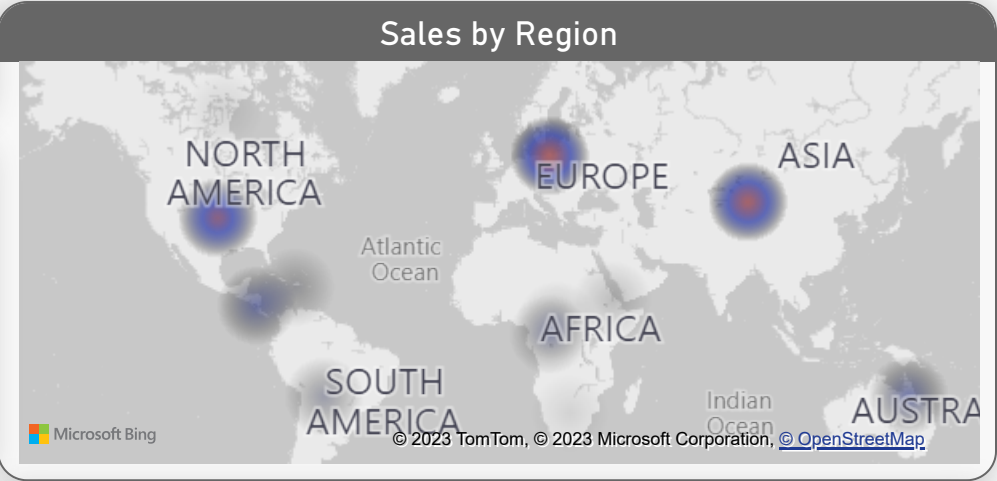 Sales by Region
NORTH
AMERICA
EUROPE
ASIA
Atlantic
Ocean
AFRICA
SOUTH
AMERICA
Indian
Ocean
AUSTRA
Microsoft Bing
© 2023 TomTom, © 2023 Microsoft Corporation, © OpenStreetMap